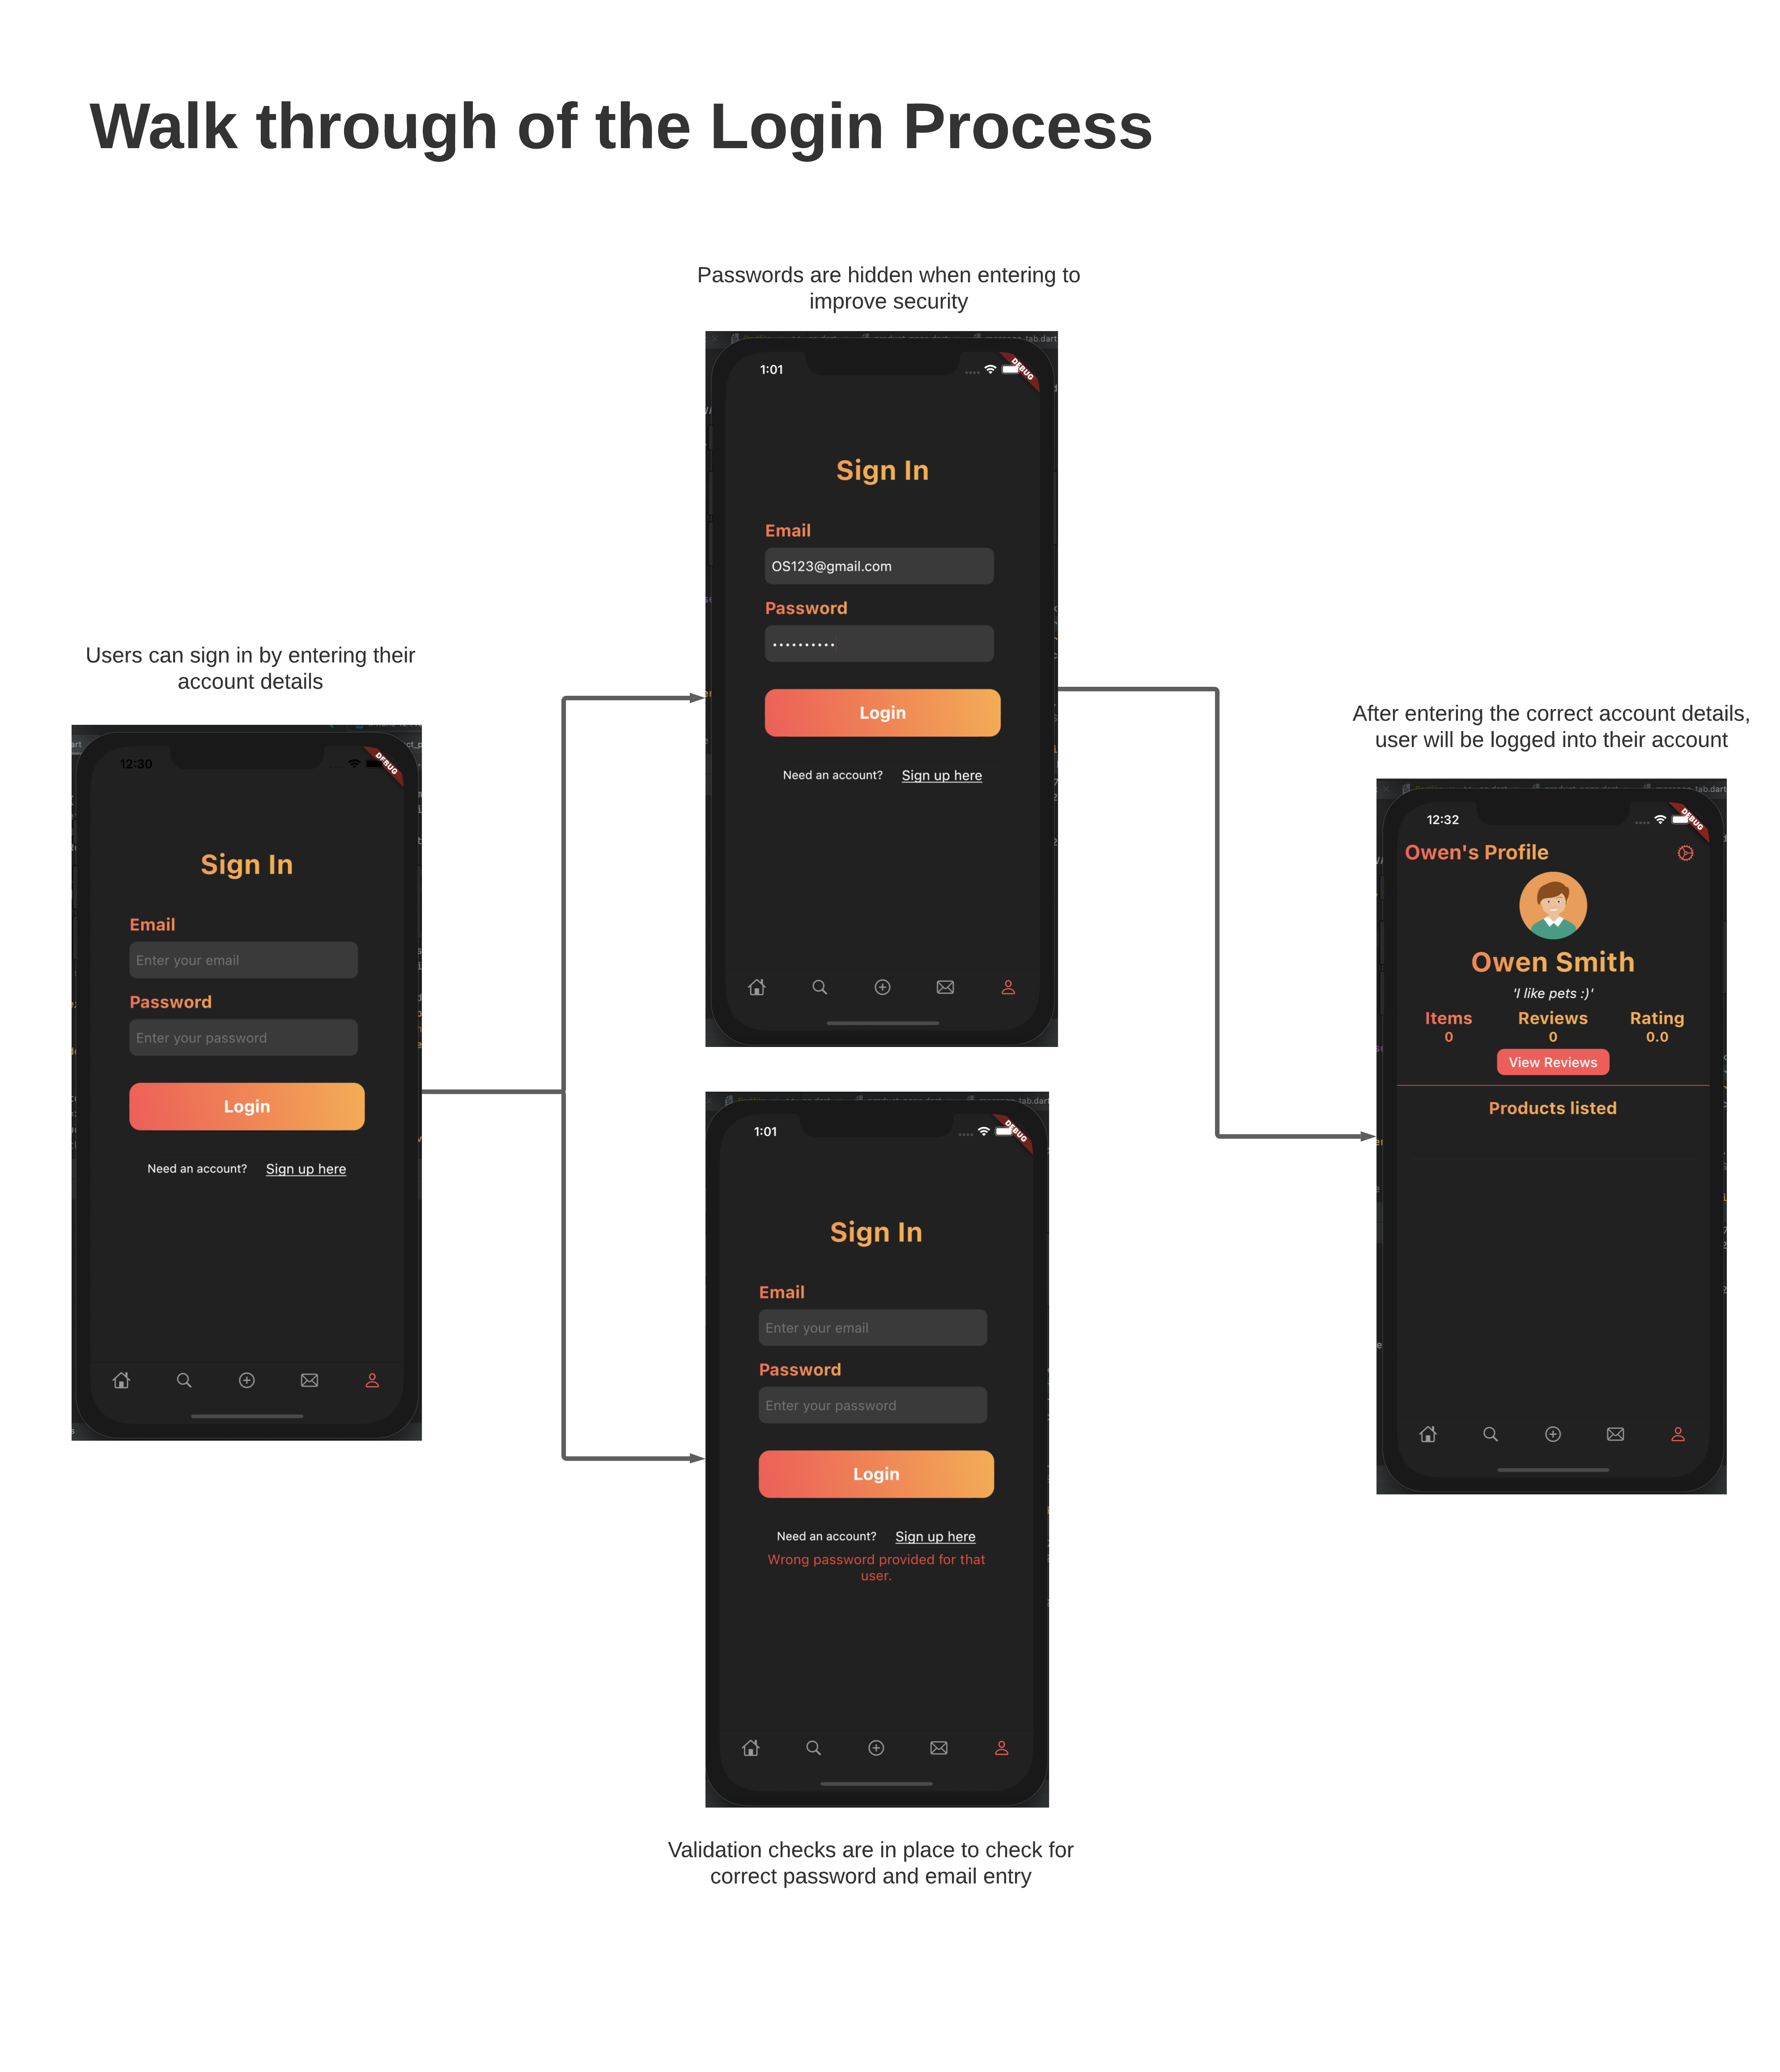 Walk through of the Login Process
Passwords are hidden when entering to
improve security
1:01
DEBUG
Sign In
Email
OS123@gmail.com
Password
••••••••••
Login
Need an account? Sign up here
Users can sign in by entering their
account details
12:30
DEBUG
Sign In
Email
Enter your email
Password
Enter your password
Login
Need an account? Sign up here
After entering the correct account details,
user will be logged into their account
12:32
DEBUG
Owen's Profile
Owen Smith
'I like pets :)'
Items Reviews Rating
0 0 0.0
View Reviews
Products listed
1:01
DEBUG
Sign In
Email
Enter your email
Password
Enter your password
Login
Need an account? Sign up here
Wrong password provided for that
user.
Validation checks are in place to check for
correct password and email entry